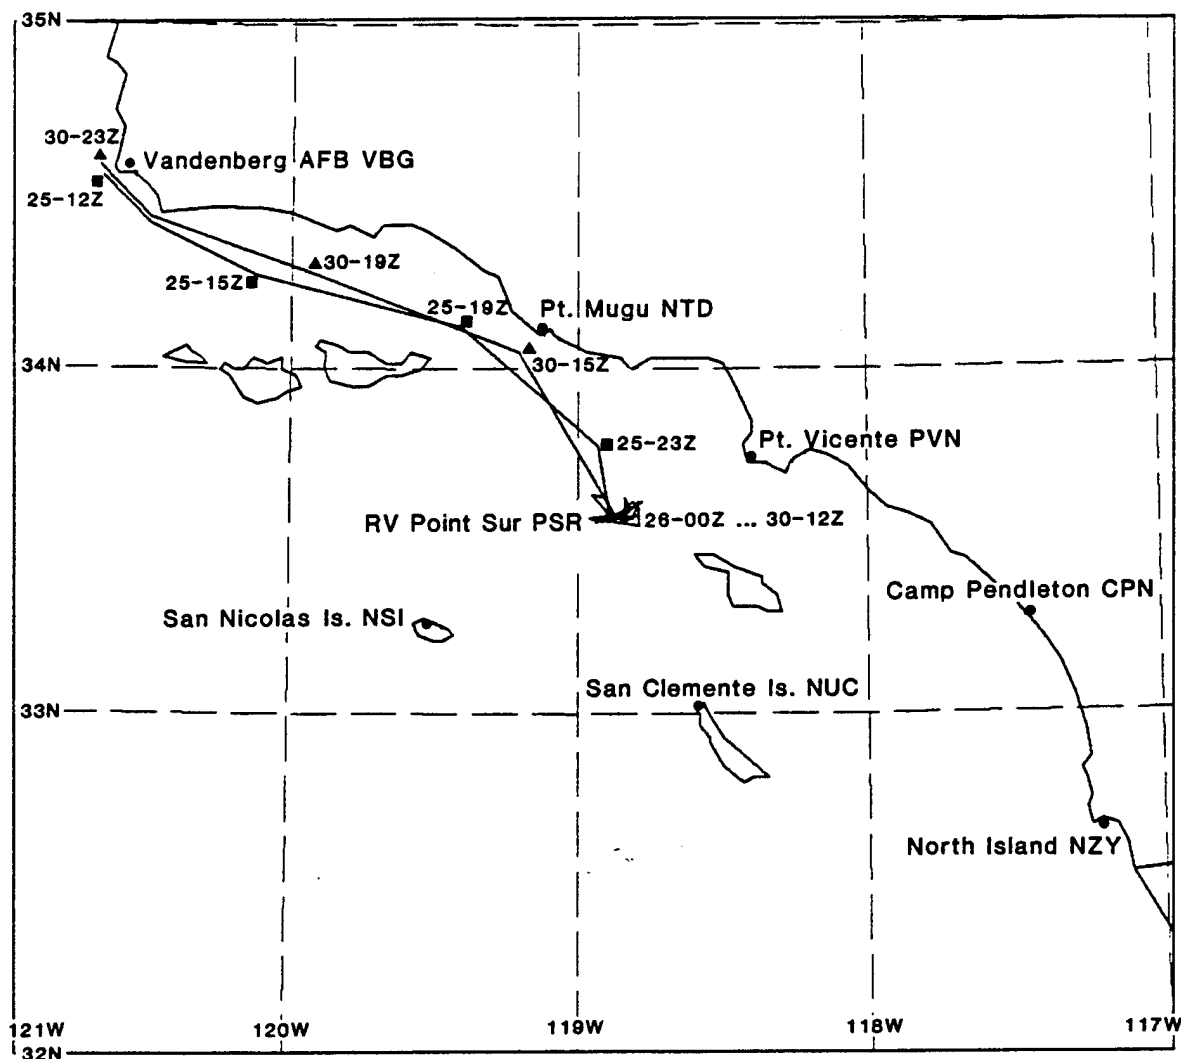 35N
30-23Z
Vandenberg AFB VBG
25-12Z
30-19Z
25-15Z
25-19Z
Pt. Mugu NTD
34N
30-15Z
25-23Z
Pt. Vicente PVN
RV Point Sur PSR
26-00Z ... 30-12Z
Camp Pendleton CPN
San Nicolas Is. NSI
San Clemente Is. NUC
33N
North Island NZY
121W
120W
119W
118W
117W
32N